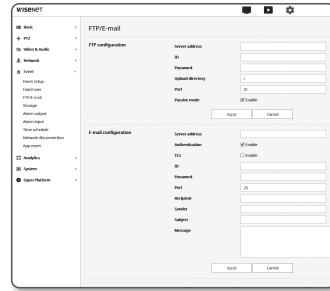 WISENET
Basic
PTZ
Video & Audio
Network
Event
Event setup
Hand over
FTP/E-mail
Storage
Alarm output
Alarm input
Time schedule
Network disconnection
App event
Analytics
System
Open Platform
FTP/E-mail
FTP configuration
Server address
ID
Password
Upload directory /
Port 21
Passive mode Enable
Apply Cancel
E-mail configuration
Server address
Authentication Enable
TLS Enable
ID
Password
Port 25
Recipient
Sender
Subject
Message
Apply Cancel